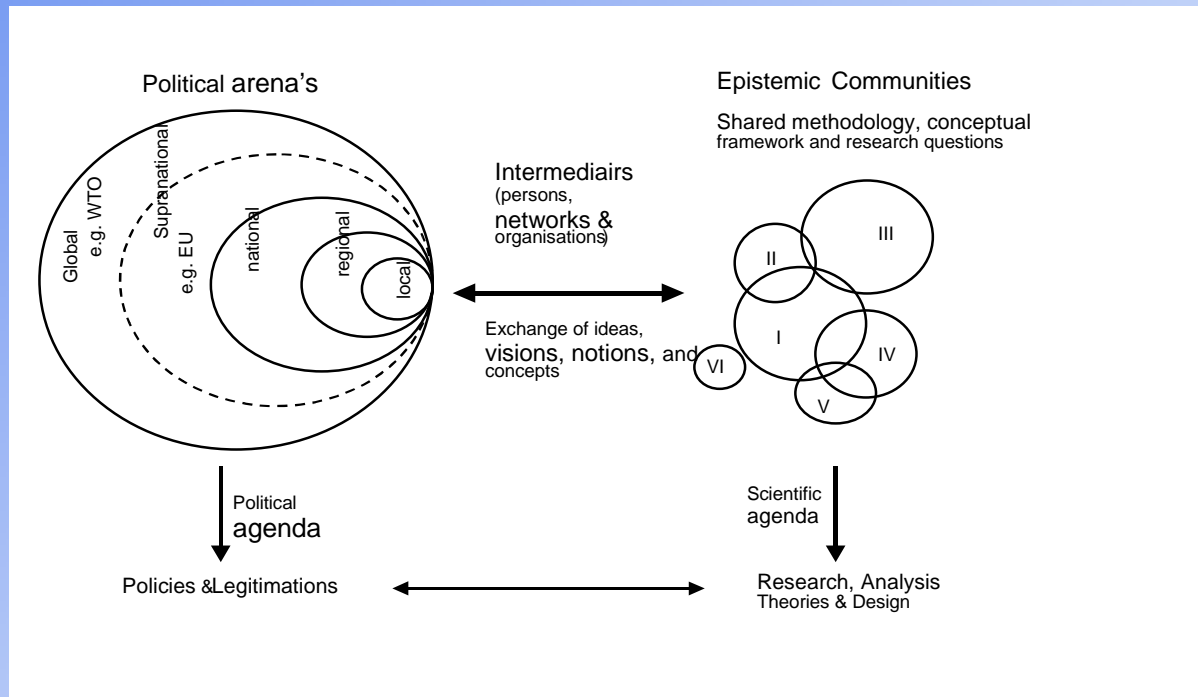 Political arena's
Global
e.g. WTO
Supranational
e.g. EU
national
regional
local
Intermediairs
(persons,
networks &
organisations)
Exchange of ideas,
visions, notions, and
concepts
Epistemic Communities
Shared methodology, conceptual
framework and research questions
III
II
I
IV
VI
V
Political
agenda
Scientific
agenda
Policies &Legitimations
Research, Analysis
Theories & Design